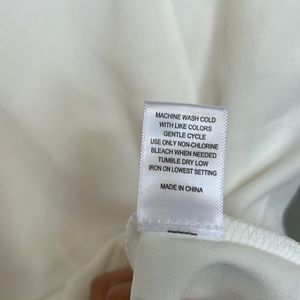 MACHINE WASH COLD
WITH LIKE COLORS
GENTLE CYCLE
USE ONLY NON-CHLORINE
BLEACH WHEN NEEDED
TUMBLE DRY LOW
IRON ON LOWEST SETTING
MADE IN CHINA